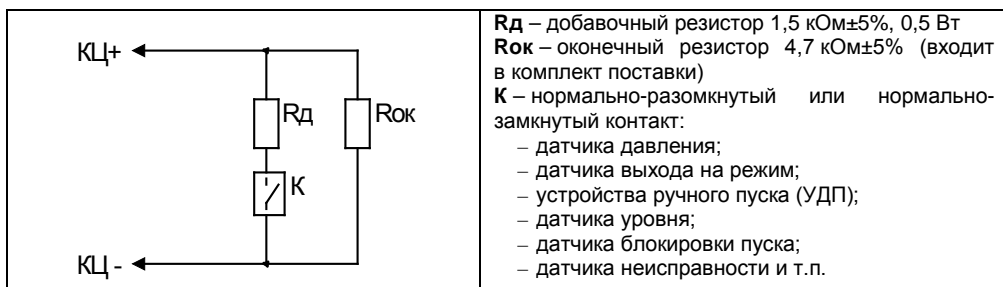 КЦ+
Rд
Rок
К
КЦ -
Rд – добавочный резистор 1,5 кОм±5%, 0,5 Вт
Rок – оконечный резистор 4,7 кОм±5% (входит
в комплект поставки)
К – нормально-разомкнутый или нормально-
замкнутый контакт:
– датчика давления;
– датчика выхода на режим;
– устройства ручного пуска (УДП);
– датчика уровня;
– датчика блокировки пуска;
– датчика неисправности и т.п.